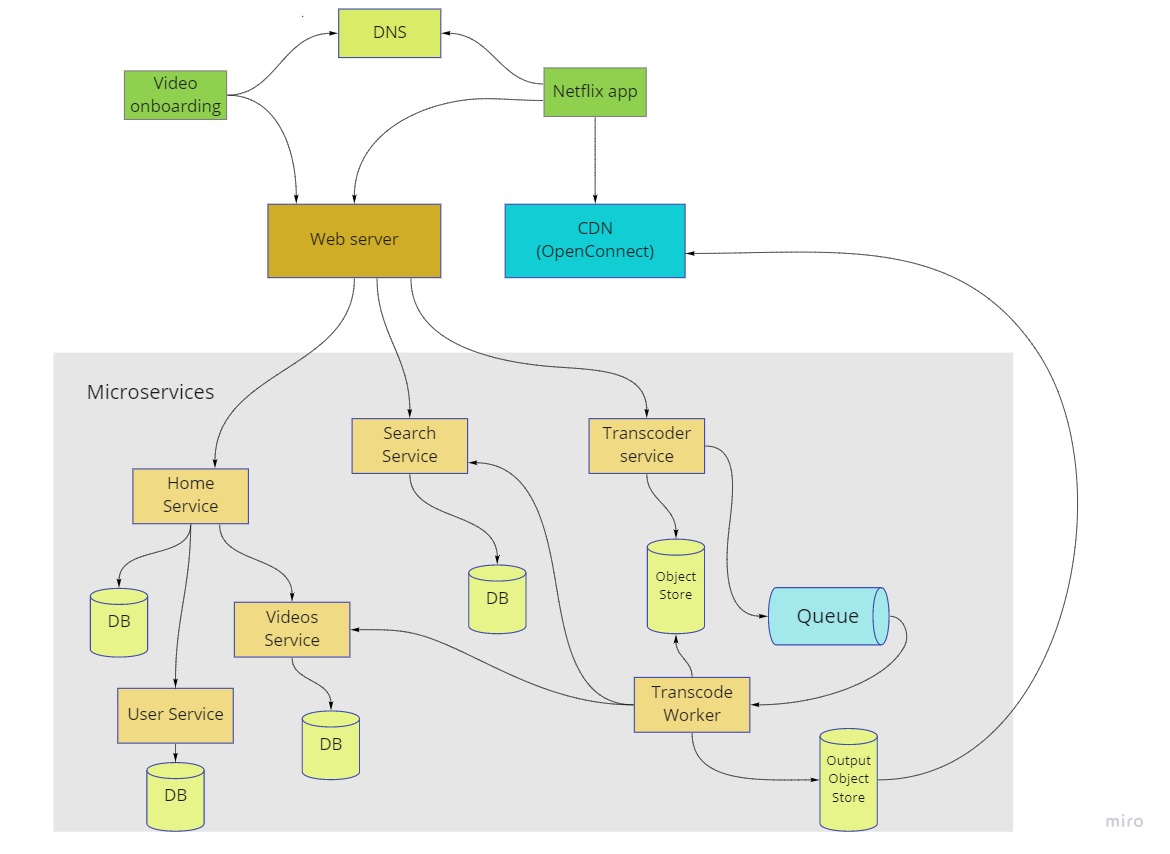 DNS
Video
onboarding
Netflix app
Web server
CDN
(OpenConnect)
Microservices
Search
Service
Transcoder
service
Home
Service
DB
Videos
Service
DB
Object
Store
Queue
User Service
DB
DB
Transcode
Worker
Output
Object
Store
miro